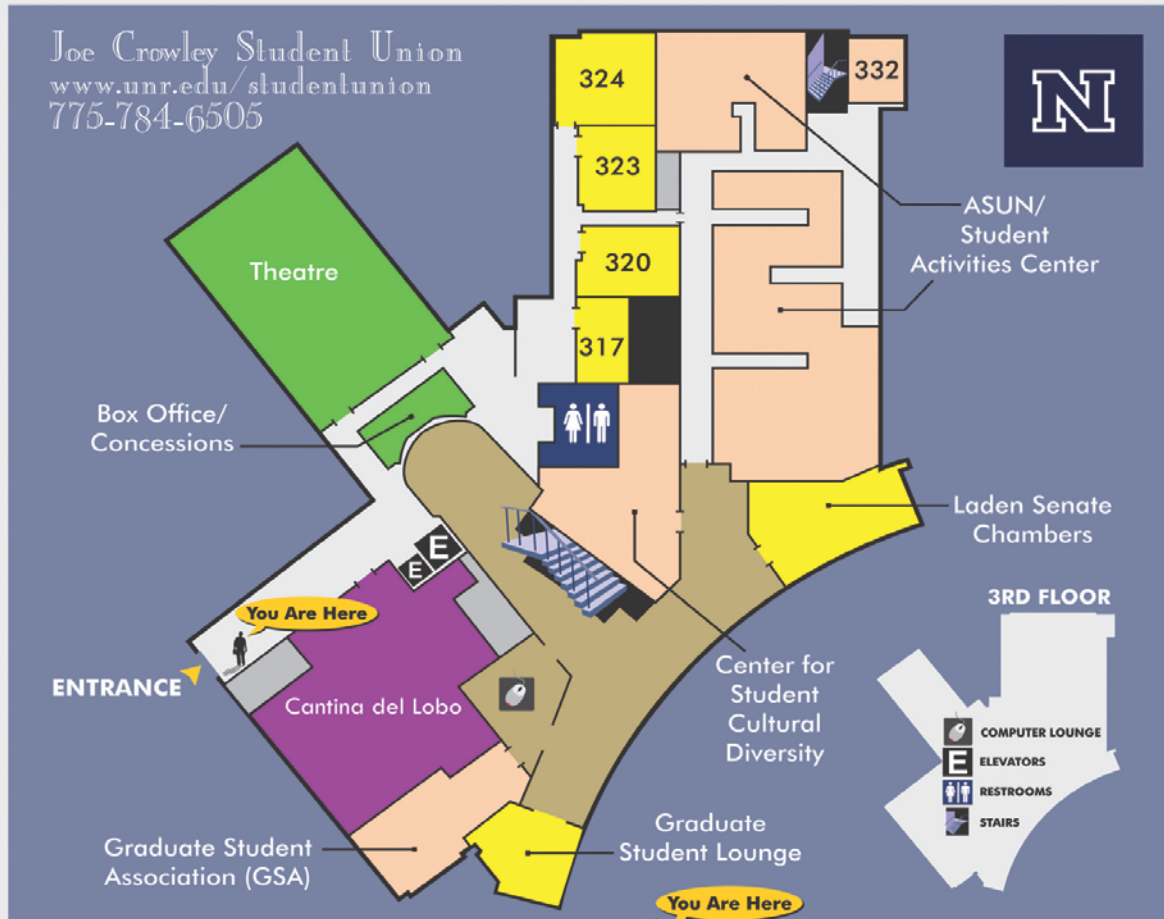 Joe Crowley Student Union
www.unr.edu/studentunion
775-784-6505
N
324
332
323
ASUN/
Student
Activities Center
Theatre
320
317
Box Office/
Concessions
Laden Senate
Chambers
E
E
You Are Here
3RD FLOOR
ENTRANCE
Cantina del Lobo
Center for
Student
Cultural
Diversity
COMPUTER LOUNGE
E ELEVATORS
RESTROOMS
STAIRS
Graduate Student
Association (GSA)
Graduate
Student Lounge
You Are Here